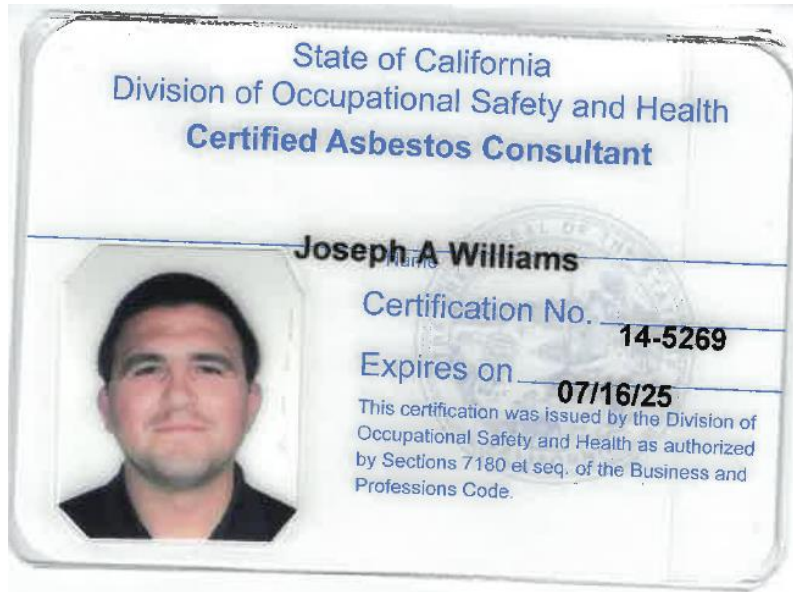 State of California
Division of Occupational Safety and Health
Certified Asbestos Consultant
Joseph A Williams
Name
Certification No. 14-5269
Expires on 07/16/25
This certification was issued by the Division of
Occupational Safety and Health as authorized
by Sections 7180 et seq. of the Business and
Professions Code.